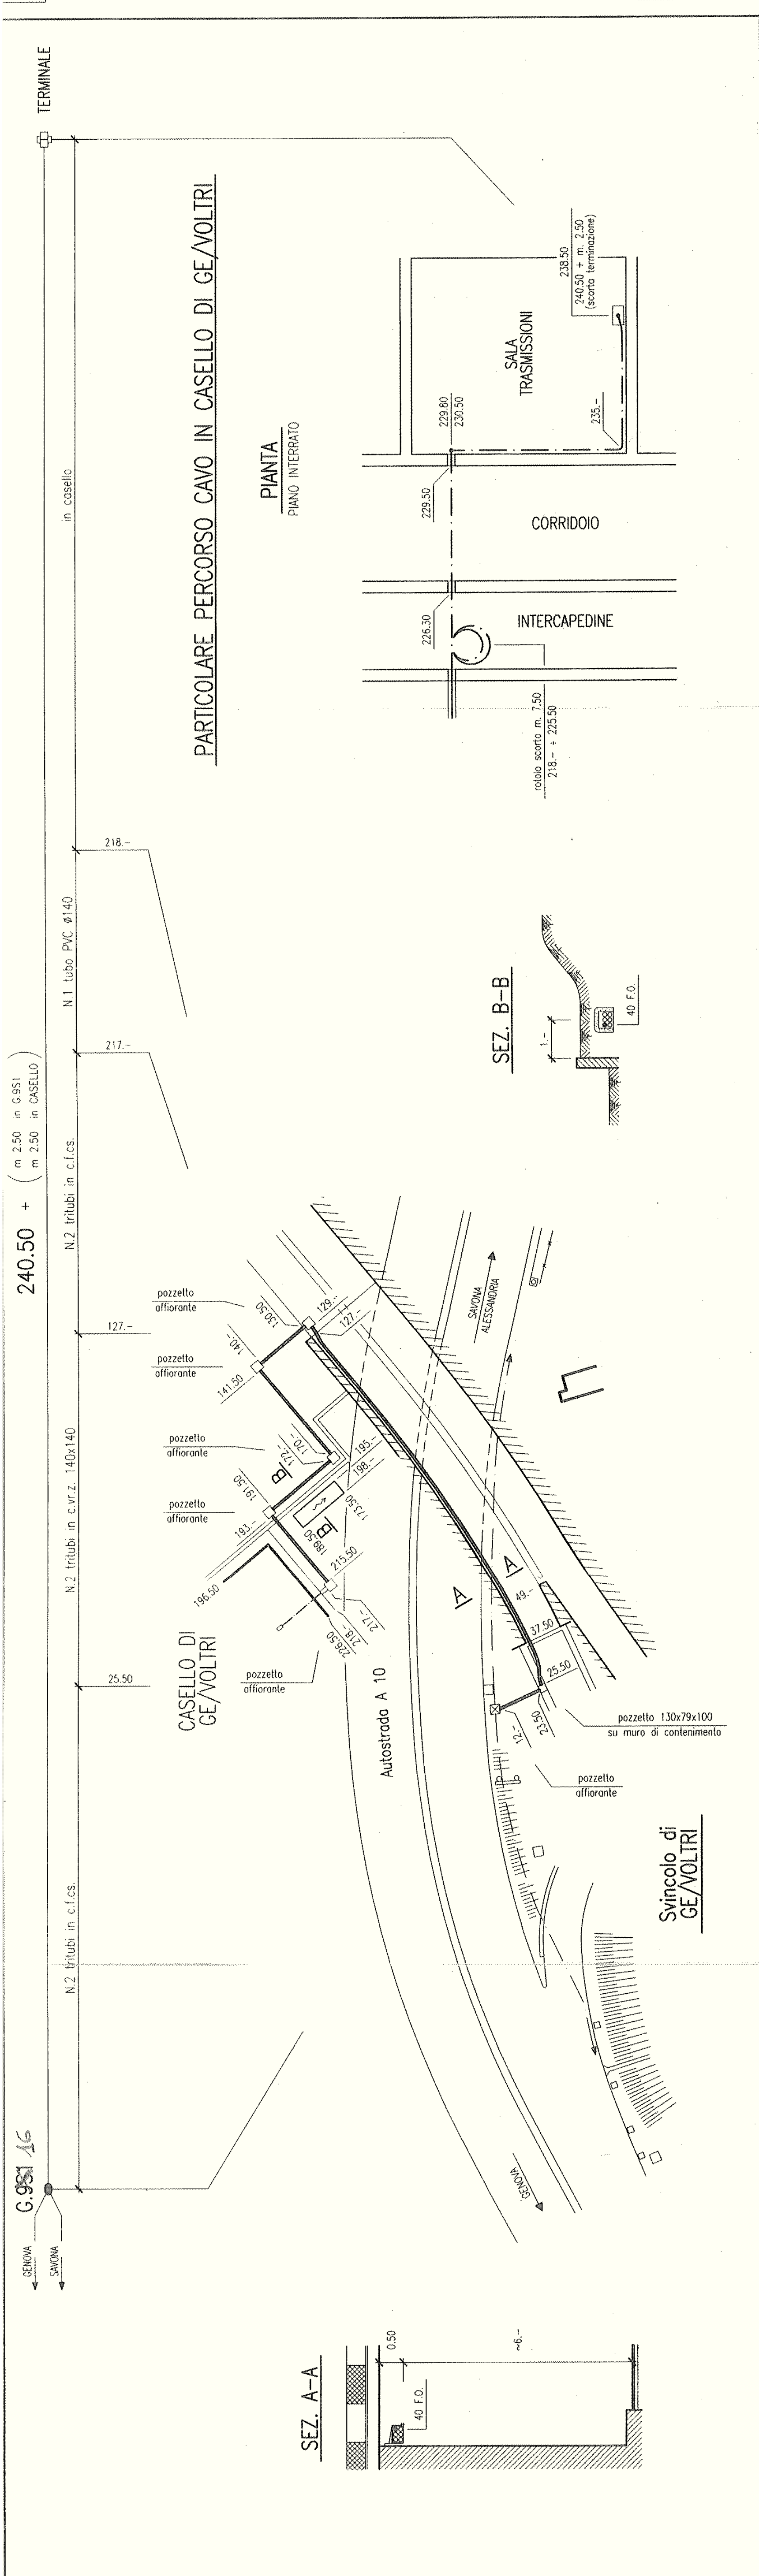 G.9S1 16
GENOVA
SAVONA
240.50 +
m 2.50 in G.9S1
m 2.50 in CASELLO
TERMINALE
N.2 tritubi in c.f.cs.
25.50
N.2 tritubi in c.vr.z. 140x140
127.-
N.2 tritubi in c.f.cs.
217.-
N.1 tubo PVC ø140
218.-
in casello
PARTICOLARE PERCORSO CAVO IN CASELLO DI GE/VOLTRI
PIANTA
PIANO INTERRATO
226.30
229.50
229.80
230.50
235.-
238.50
240.50 + m. 2.50
(scorta terminazione)
SALA
TRASMISSIONI
CORRIDOIO
INTERCAPEDINE
rotolo scorta m. 7.50
218.- ÷ 225.50
SEZ. B-B
1.-
40 F.O.
CASELLO DI
GE/VOLTRI
pozzetto
affiorante
pozzetto
affiorante
pozzetto
affiorante
pozzetto
affiorante
pozzetto
affiorante
196.50
193.-
191.50
B
172.-
170.-
141.50
140.-
130.50
129.-
127.-
195.-
198.-
173.50
B
189.50
215.50
217.-
218.-
226.50
Autostrada A 10
SAVONA
ALESSANDRIA
A
A
49.-
37.50
25.50
23.50
12.-
pozzetto 130x79x100
su muro di contenimento
pozzetto
affiorante
Svincolo di
GE/VOLTRI
GENOVA
SEZ. A-A
0.50
~6.-
40 F.O.